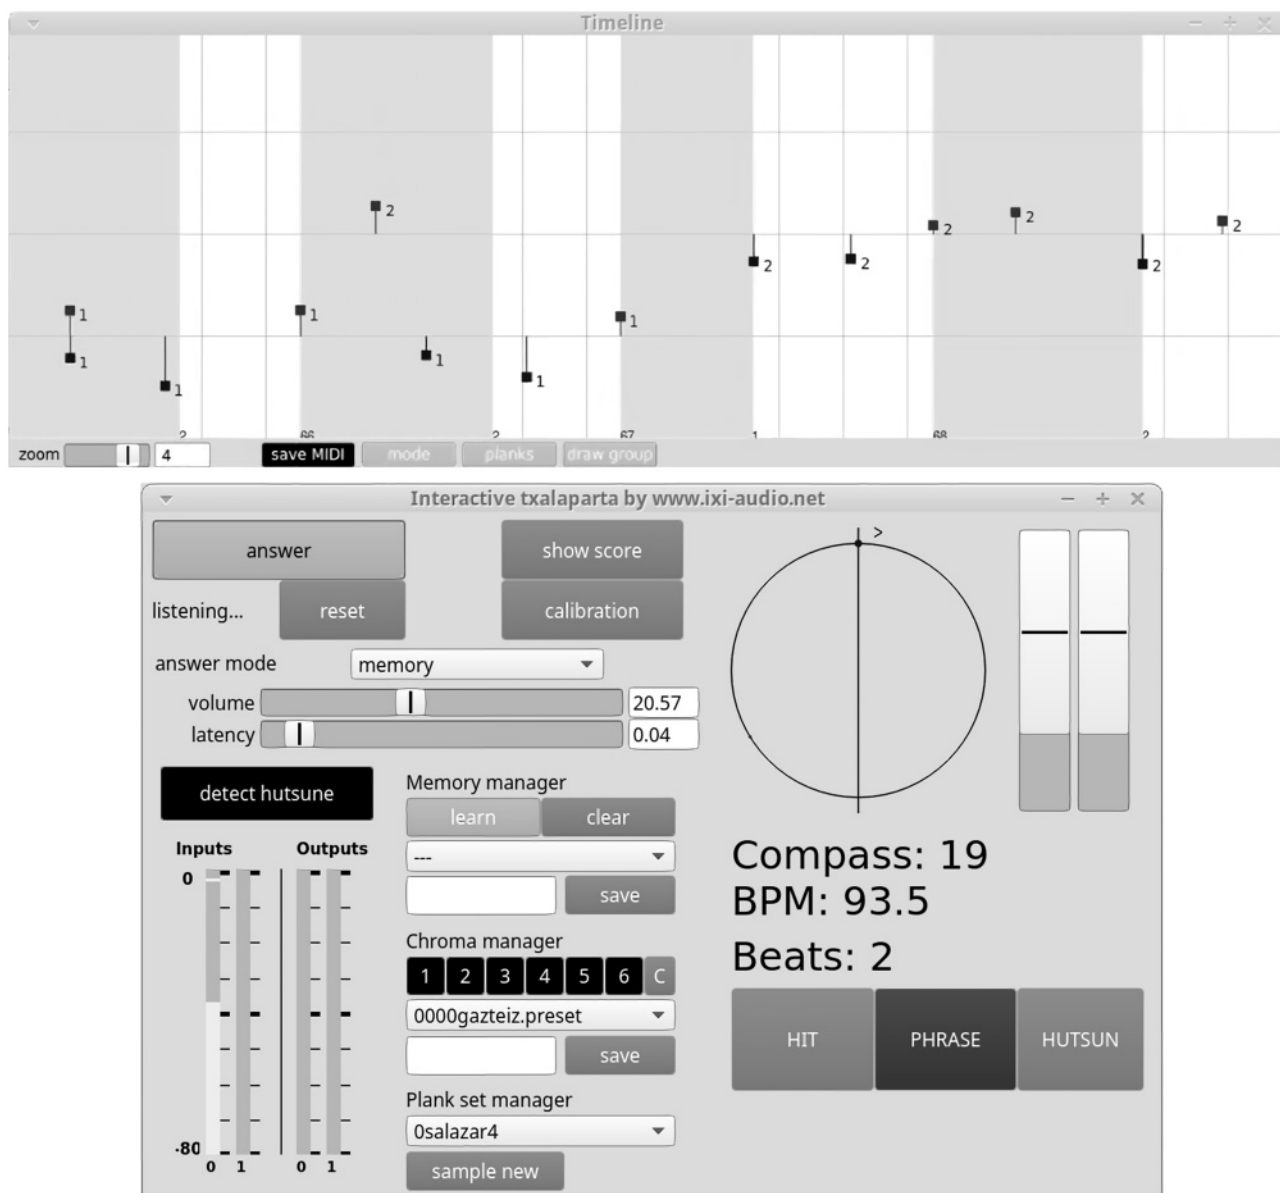 Timeline
2
2
2
2
2
1
1
1
2
2
1
1
1
1
2 66 2 67 1 68 2
zoom 4 save MIDI mode planks draw group
Interactive txalaparta by www.ixi-audio.net
answer show score
>
listening... reset calibration
answer mode memory
volume 20.57
latency 0.04
detect hutsune
Memory manager
learn clear
---
save
Inputs Outputs
0
-80
0 1 0 1
Chroma manager
1 2 3 4 5 6 C
0000gazteiz.preset
save
Plank set manager
0salazar4
sample new
Compass: 19
BPM: 93.5
Beats: 2
HIT PHRASE HUTSUN